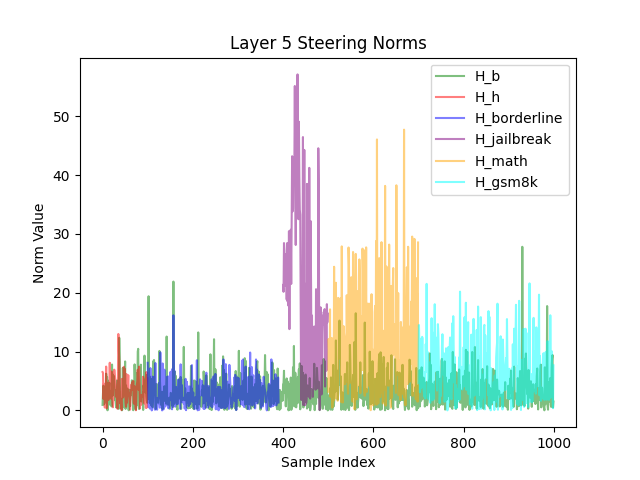 Layer 5 Steering Norms
H_b
H_h
H_borderline
H_jailbreak
H_math
H_gsm8k
50
40
30
20
10
0
Norm Value
0
200
400
600
800
1000
Sample Index